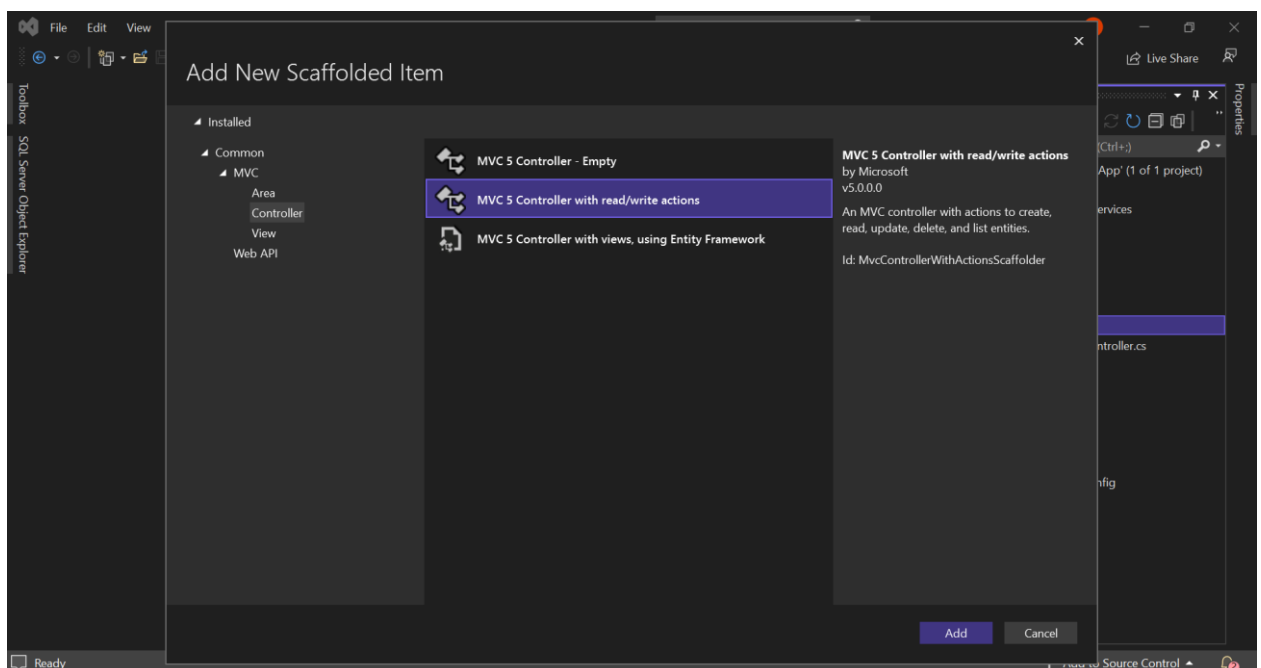 File Edit View
Live Share
Toolbox
SQL Server Object Explorer
Properties
Add New Scaffolded Item
Installed
Common
MVC
Area
Controller
View
Web API
MVC 5 Controller - Empty
MVC 5 Controller with read/write actions
MVC 5 Controller with views, using Entity Framework
MVC 5 Controller with read/write actions
by Microsoft
v5.0.0.0
An MVC controller with actions to create,
read, update, delete, and list entities.
Id: MvcControllerWithActionsScaffolder
(Ctrl+;)
App' (1 of 1 project)
ervices
ntroller.cs
nfig
Add Cancel
Ready
Add to Source Control
2